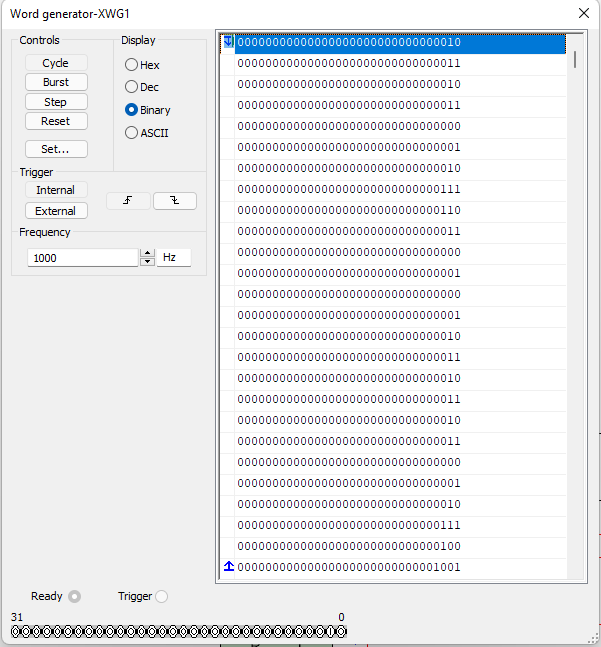 Word generator-XWG1
Controls
Cycle
Burst
Step
Reset
Set...
Display
Hex
Dec
Binary
ASCII
Trigger
Internal
External
Frequency
1000
Hz
00000000000000000000000000000010
00000000000000000000000000000011
00000000000000000000000000000010
00000000000000000000000000000011
00000000000000000000000000000000
00000000000000000000000000000001
00000000000000000000000000000010
00000000000000000000000000000111
00000000000000000000000000000110
00000000000000000000000000000011
00000000000000000000000000000000
00000000000000000000000000000001
00000000000000000000000000000000
00000000000000000000000000000001
00000000000000000000000000000010
00000000000000000000000000000011
00000000000000000000000000000010
00000000000000000000000000000011
00000000000000000000000000000010
00000000000000000000000000000011
00000000000000000000000000000000
00000000000000000000000000000001
00000000000000000000000000000010
00000000000000000000000000000111
00000000000000000000000000000100
00000000000000000000000000001001
Ready
Trigger
31 0